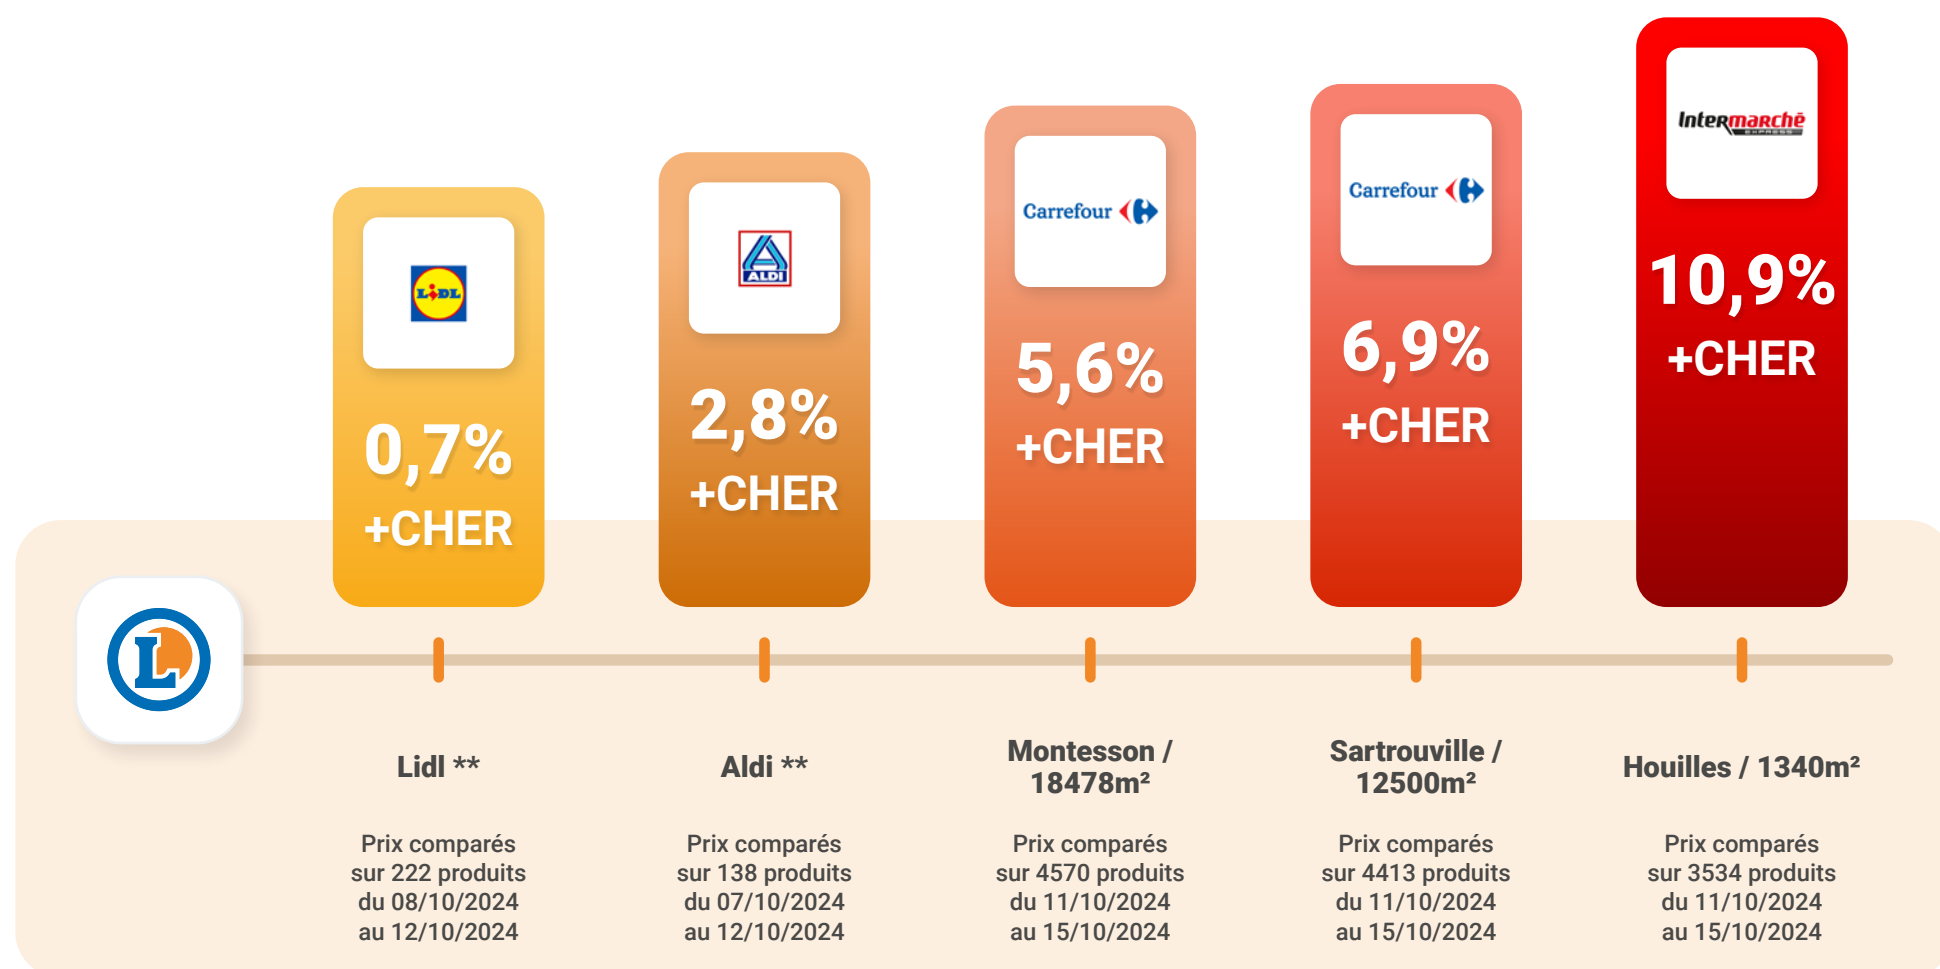 LIDL
0,7%
+CHER
ALDI
2,8%
+CHER
Carrefour
5,6%
+CHER
Carrefour
6,9%
+CHER
Intermarchē
EXPRESS
10,9%
+CHER
L
Lidl **
Prix comparés
sur 222 produits
du 08/10/2024
au 12/10/2024
Aldi **
Prix comparés
sur 138 produits
du 07/10/2024
au 12/10/2024
Montesson /
18478m²
Prix comparés
sur 4570 produits
du 11/10/2024
au 15/10/2024
Sartrouville /
12500m²
Prix comparés
sur 4413 produits
du 11/10/2024
au 15/10/2024
Houilles / 1340m²
Prix comparés
sur 3534 produits
du 11/10/2024
au 15/10/2024